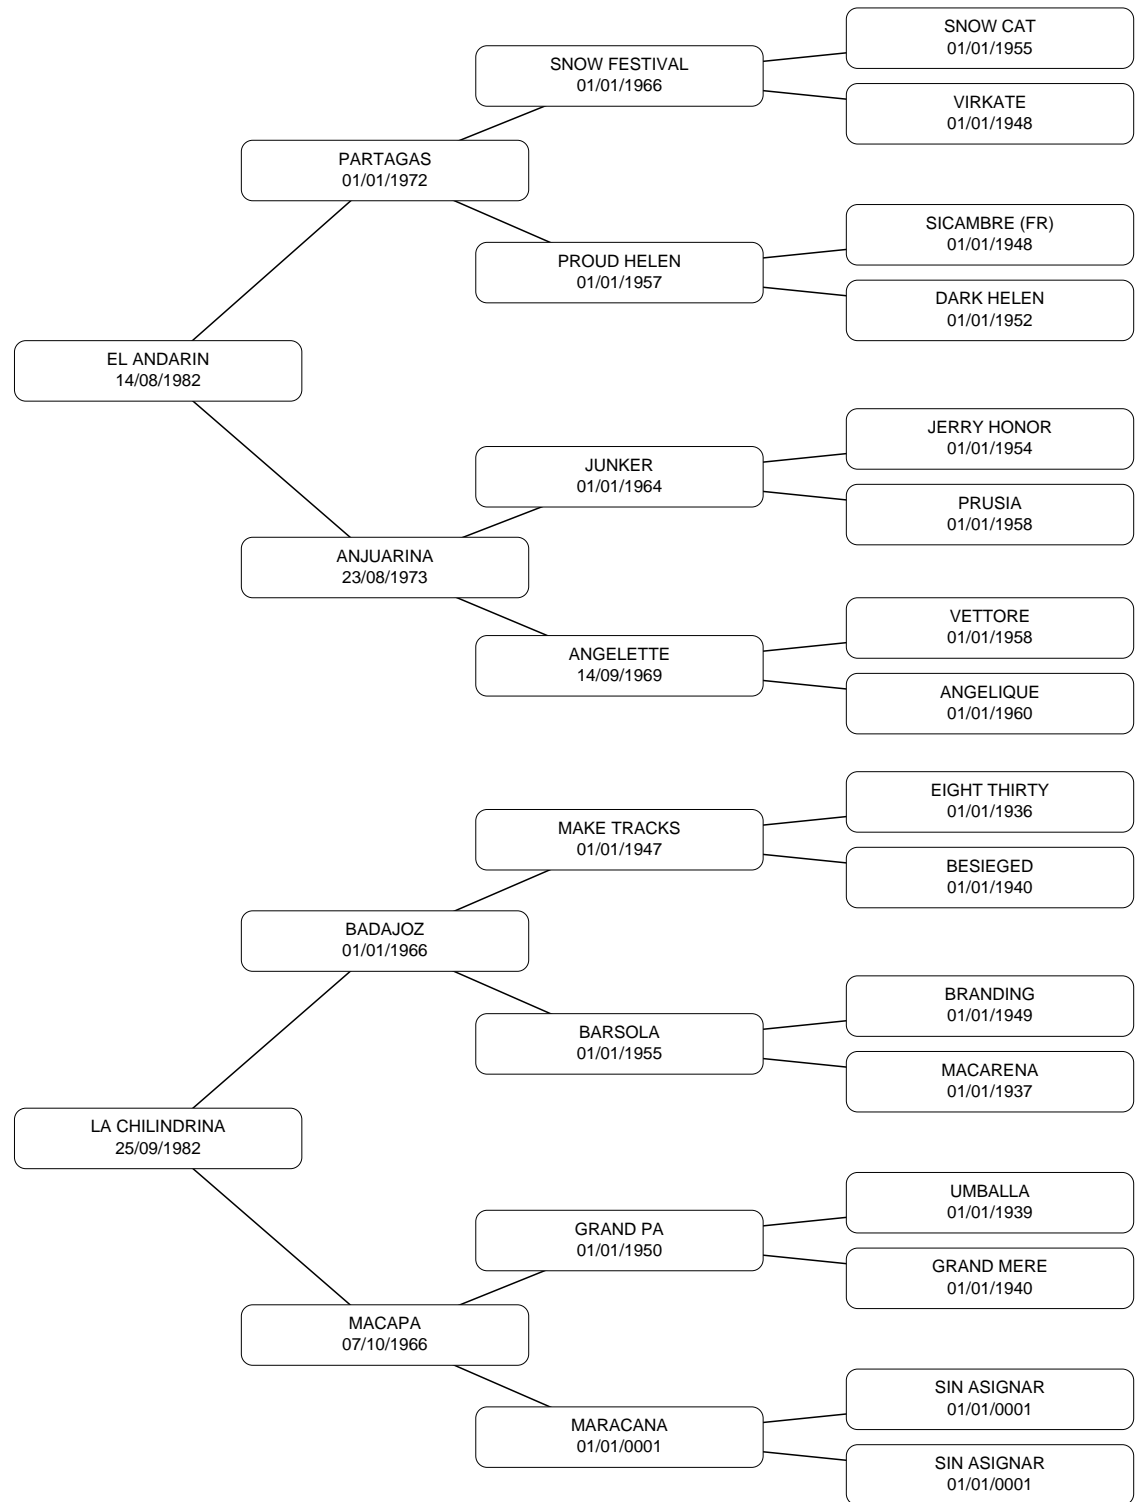 SNOW CAT
01/01/1955
SNOW FESTIVAL
01/01/1966
VIRKATE
01/01/1948
PARTAGAS
01/01/1972
SICAMBRE (FR)
01/01/1948
PROUD HELEN
01/01/1957
DARK HELEN
01/01/1952
EL ANDARIN
14/08/1982
JERRY HONOR
01/01/1954
JUNKER
01/01/1964
PRUSIA
01/01/1958
ANJUARINA
23/08/1973
VETTORE
01/01/1958
ANGELETTE
14/09/1969
ANGELIQUE
01/01/1960
EIGHT THIRTY
01/01/1936
MAKE TRACKS
01/01/1947
BESIEGED
01/01/1940
BADAJOZ
01/01/1966
BRANDING
01/01/1949
BARSOLA
01/01/1955
MACARENA
01/01/1937
LA CHILINDRINA
25/09/1982
UMBALLA
01/01/1939
GRAND PA
01/01/1950
GRAND MERE
01/01/1940
MACAPA
07/10/1966
SIN ASIGNAR
01/01/0001
MARACANA
01/01/0001
SIN ASIGNAR
01/01/0001